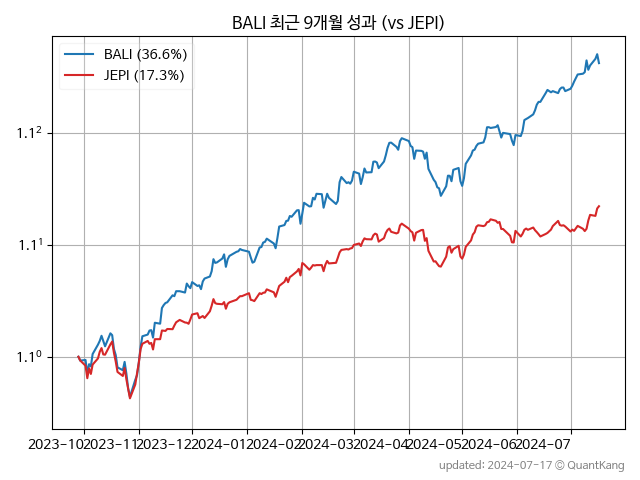 BALI 최근 9개월 성과 (vs JEPI)
BALI (36.6%)
JEPI (17.3%)
1.1²
1.1¹
1.1⁰
2023-10 2023-11 2023-12 2024-01 2024-02 2024-03 2024-04 2024-05 2024-06 2024-07
updated: 2024-07-17 © QuantKang